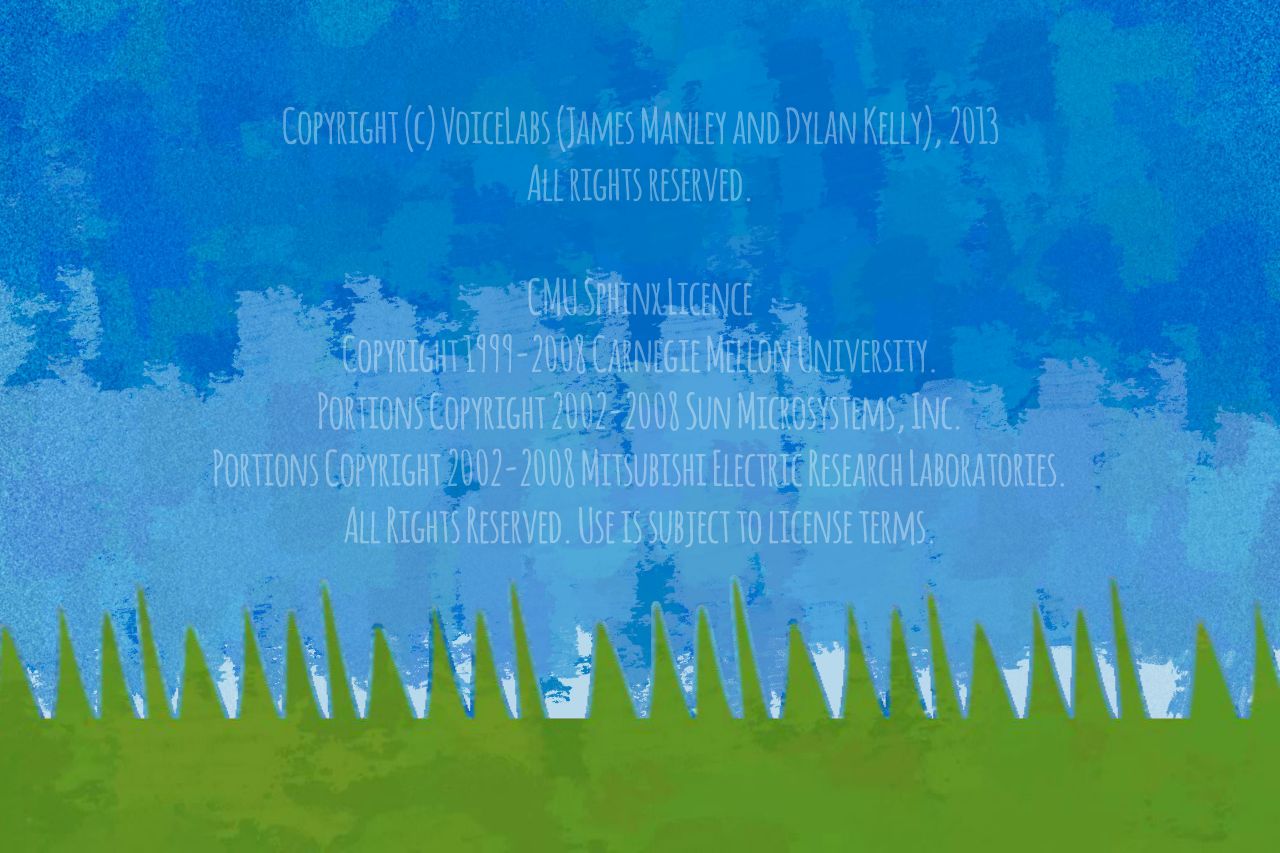 Copyright (c) VoiceLabs (James Manley and Dylan Kelly), 2013
All rights reserved.
CMU Sphinx Licence
Copyright 1999-2008 Carnegie Mellon University.
Portions Copyright 2002-2008 Sun Microsystems, Inc.
Portions Copyright 2002-2008 Mitsubishi Electric Research Laboratories.
All Rights Reserved. Use is subject to license terms.